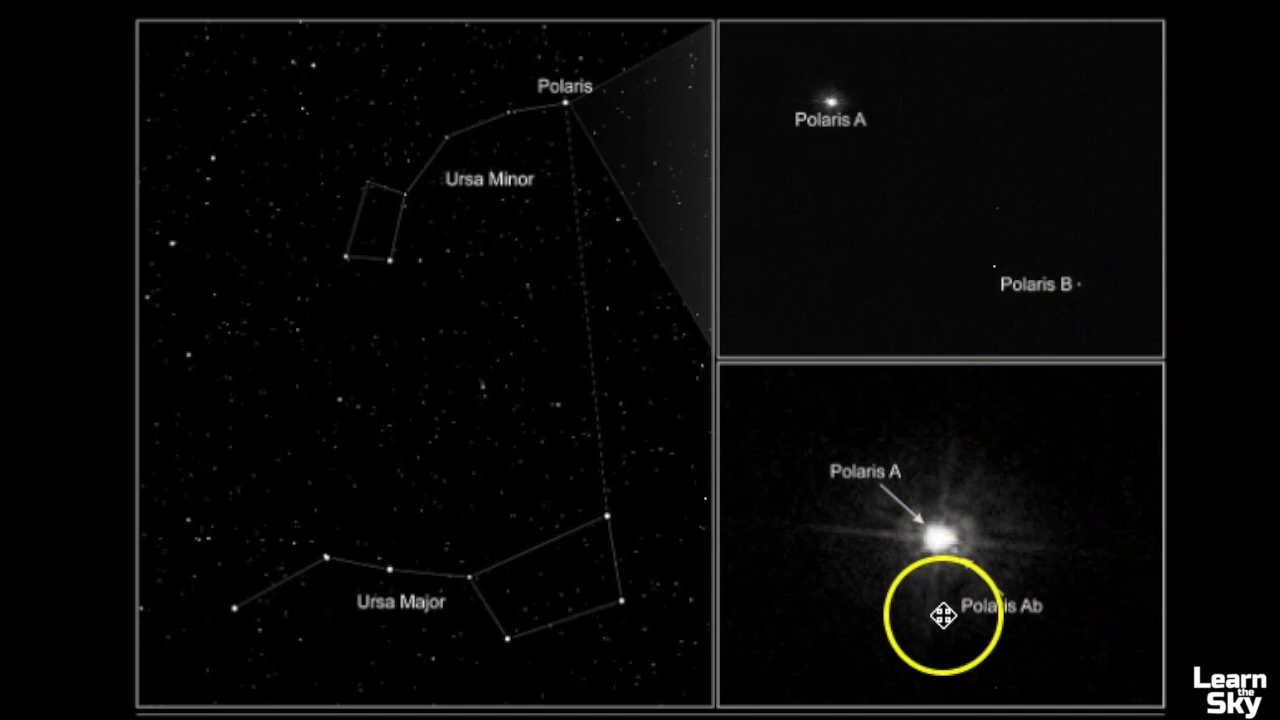 Polaris
Ursa Minor
Ursa Major
Polaris A
Polaris B
Polaris A
Polaris Ab
Learn
the
Sky